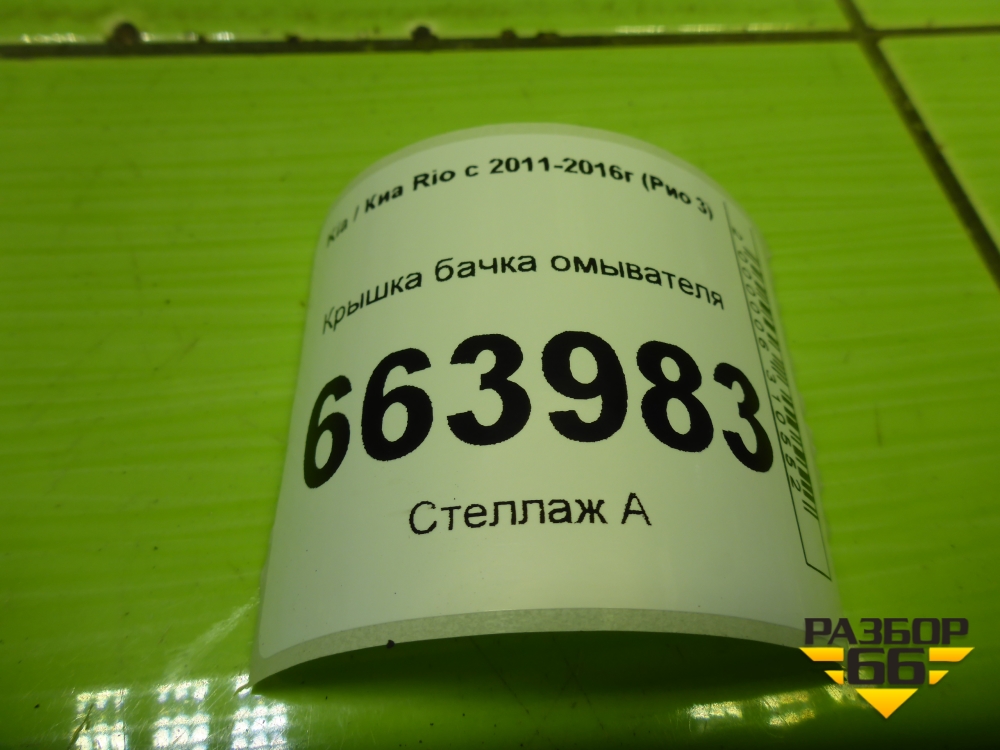 Kia / Киа Rio с 2011-2016г (Рио 3)
Крышка бачка омывателя
663983
Стеллаж А
РАЗБОР
66